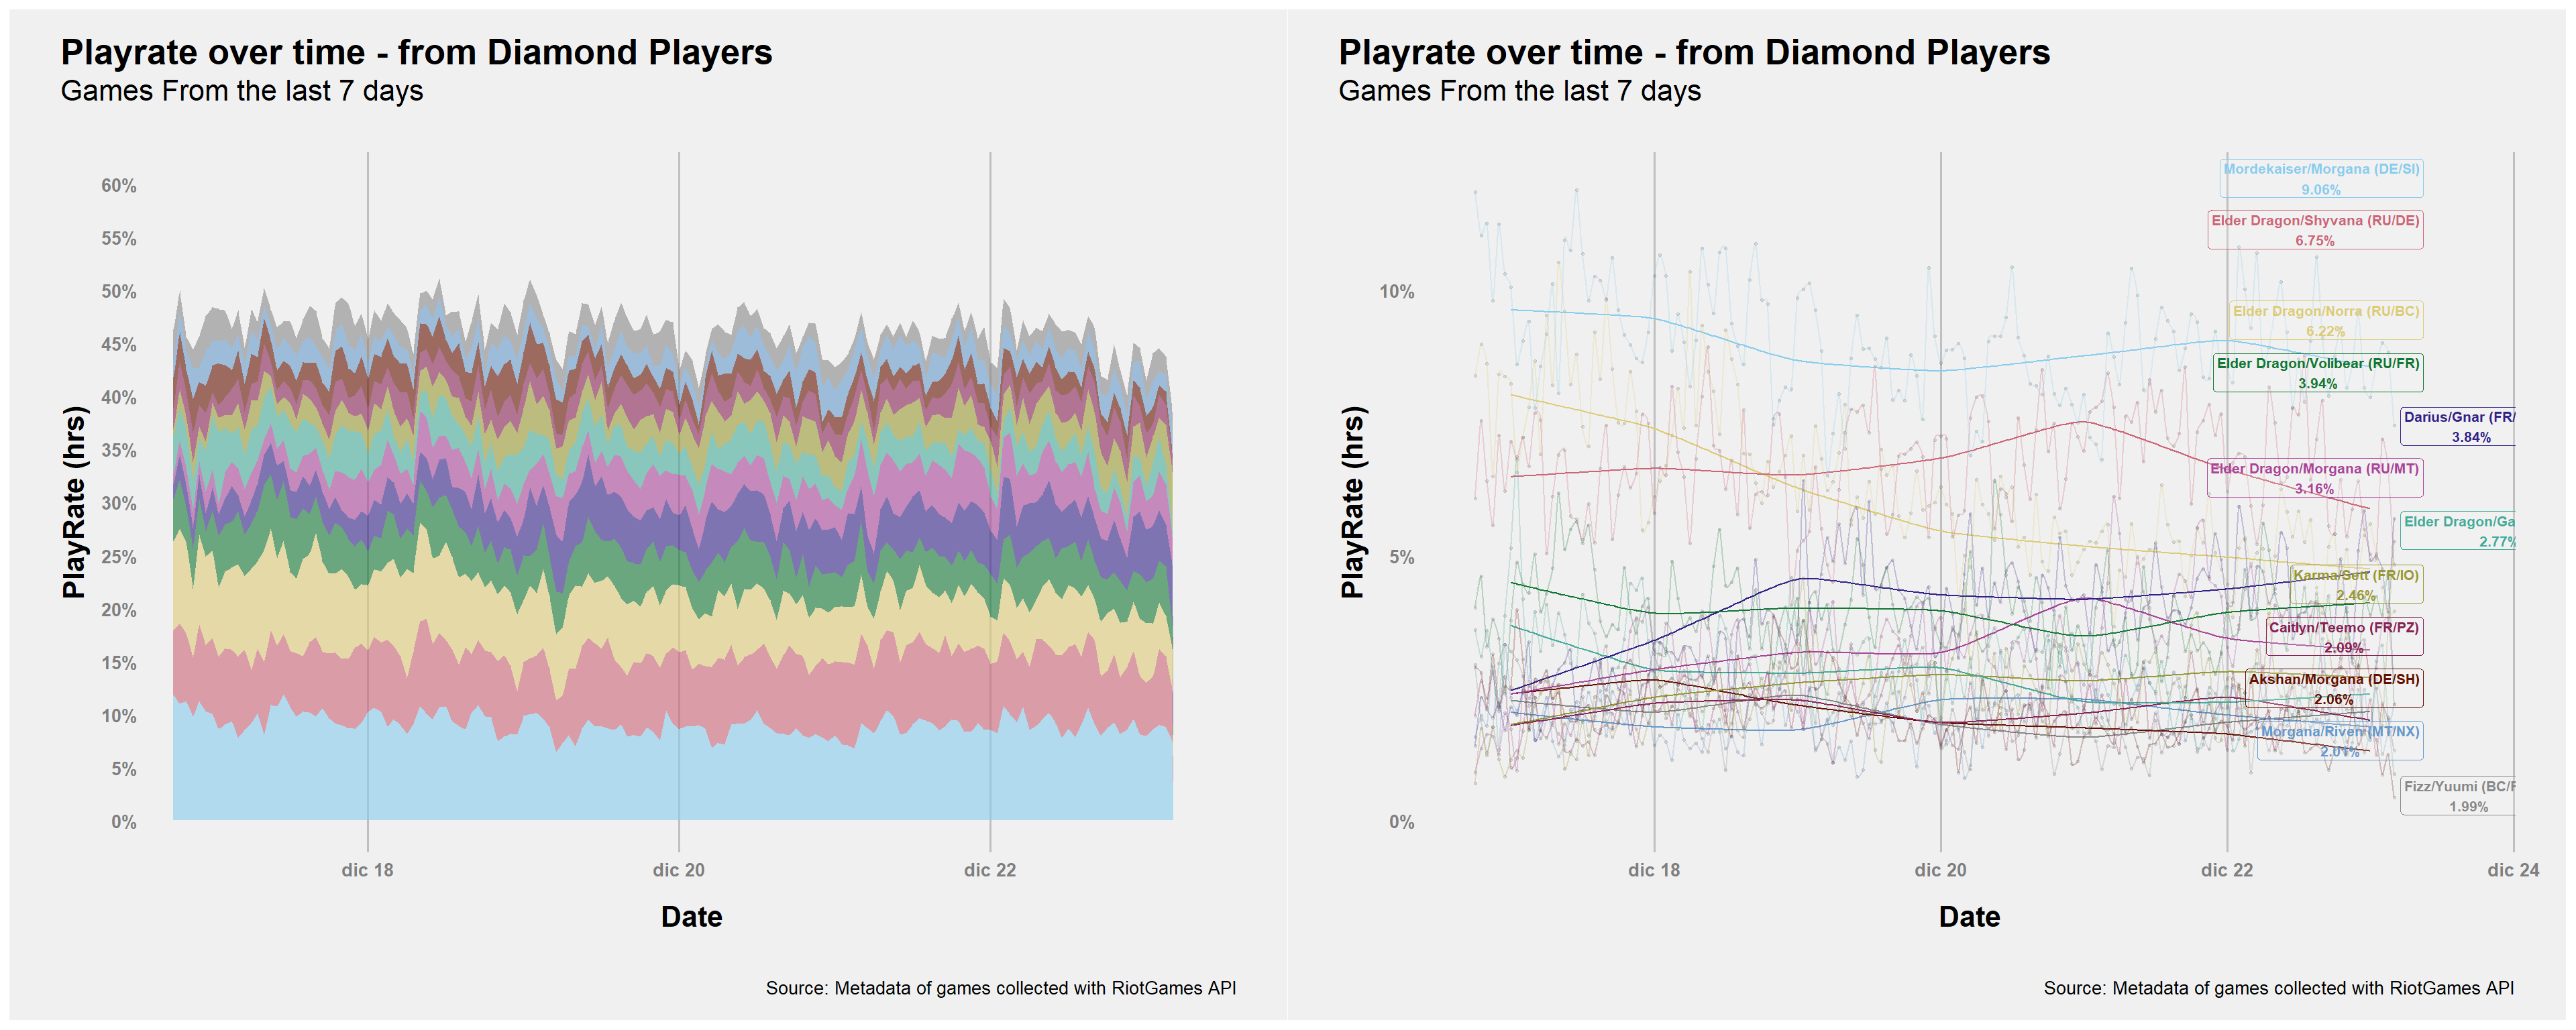 Playrate over time - from Diamond Players
Games From the last 7 days
60%
55%
50%
45%
40%
35%
30%
25%
20%
15%
10%
5%
0%
PlayRate (hrs)
dic 18
dic 20
dic 22
Date
Source: Metadata of games collected with RiotGames API
Playrate over time - from Diamond Players
Games From the last 7 days
10%
5%
0%
PlayRate (hrs)
Mordekaiser/Morgana (DE/SI)
9.06%
Elder Dragon/Shyvana (RU/DE)
6.75%
Elder Dragon/Norra (RU/BC)
6.22%
Elder Dragon/Volibear (RU/FR)
3.94%
Darius/Gnar (FR/
3.84%
Elder Dragon/Morgana (RU/MT)
3.16%
Elder Dragon/Ga
2.77%
Karma/Sett (FR/IO)
2.46%
Caitlyn/Teemo (FR/PZ)
2.09%
Akshan/Morgana (DE/SH)
2.06%
Morgana/Riven (MT/NX)
2.01%
Fizz/Yuumi (BC/
1.99%
dic 18
dic 20
dic 22
dic 24
Date
Source: Metadata of games collected with RiotGames API